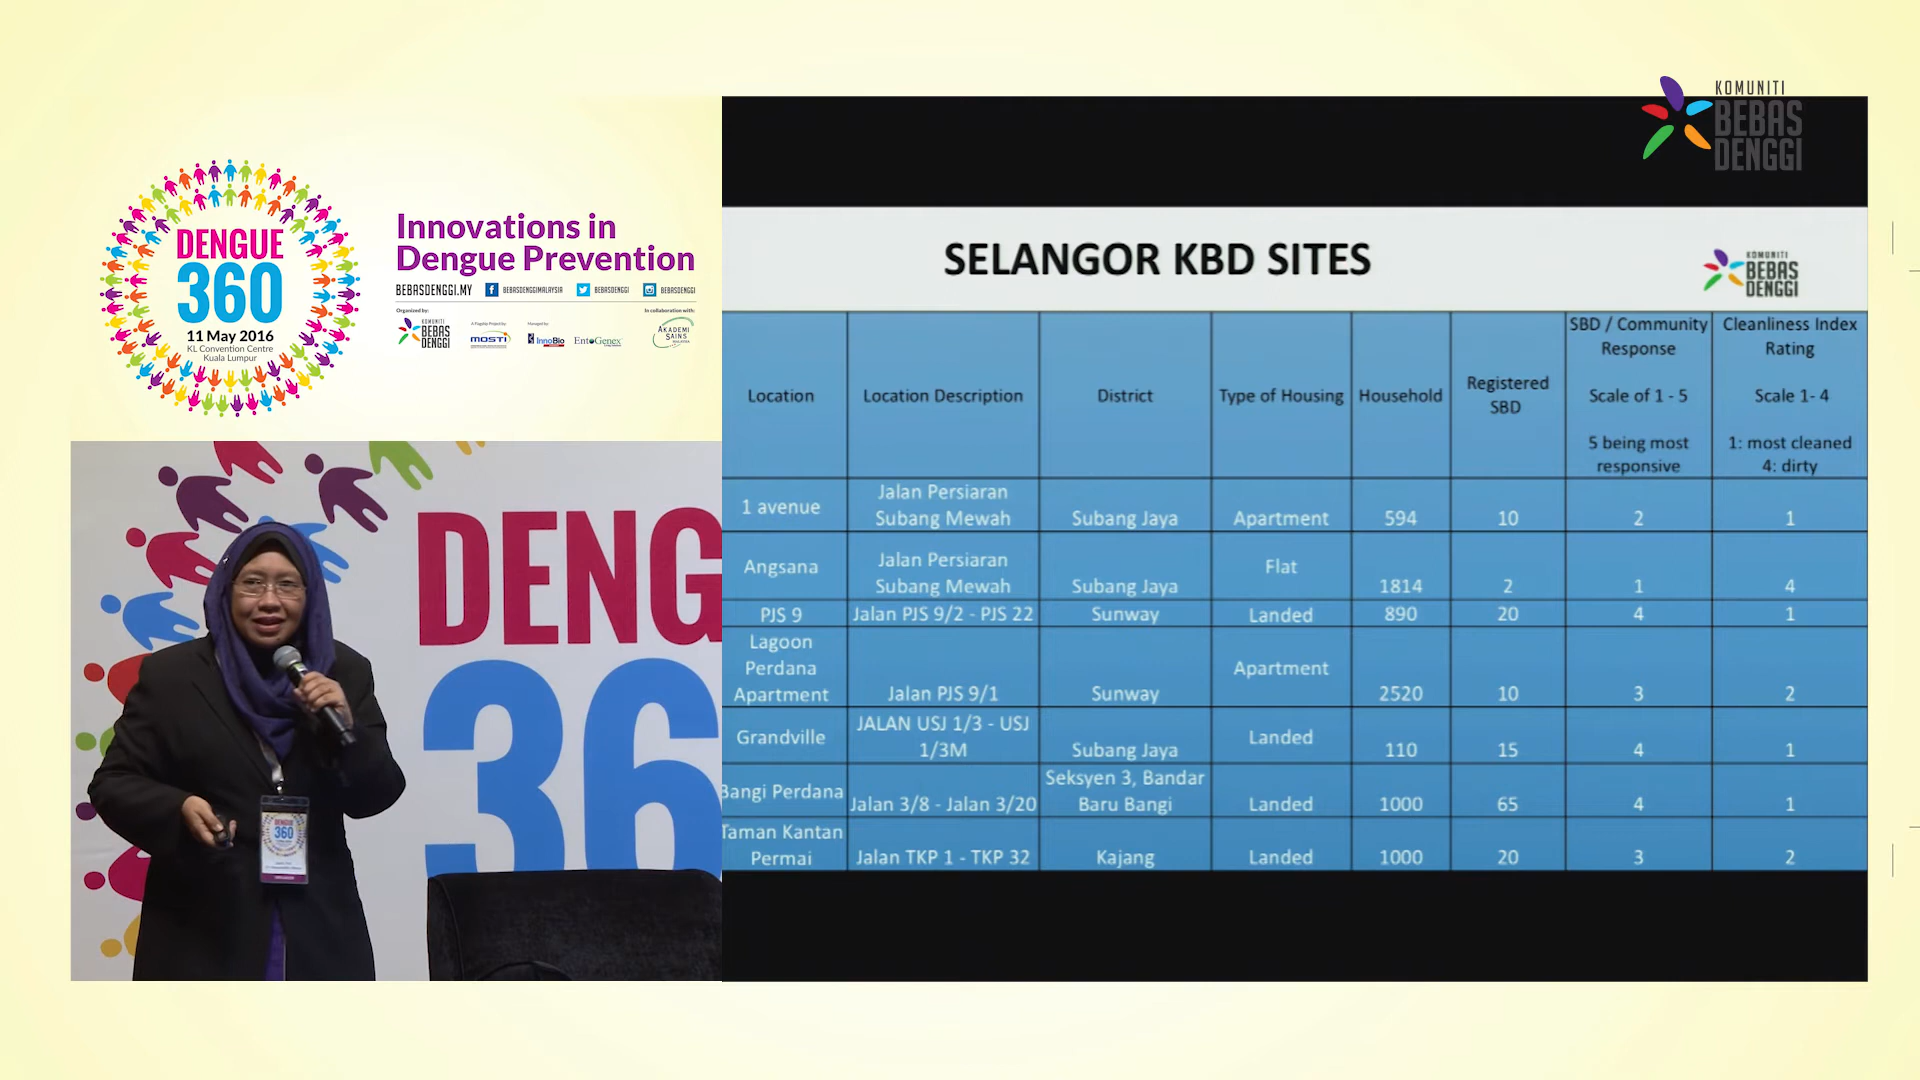 KOMUNITI
BEBAS
DENGGI
DENGUE
360
11 May 2016
KL Convention Centre
Kuala Lumpur
Innovations in
Dengue Prevention
BEBASDENGGI.MY
BEBASDENGGIMALAYSIA
BEBASDENGGI
BEBASDENGGI
Organized by:
KOMUNITI
BEBAS
DENGGI
A Flagship Project by:
MOSTI
Managed by:
InnoBio
EntoGenex
In collaboration with:
AKADEMI
SAINS
MALAYSIA
DENG
36
DENGUE
360
SELANGOR KBD SITES
KOMUNITI
BEBAS
DENGGI
Location
Location Description
District
Type of Housing
Household
Registered
SBD
SBD / Community
Response
Scale of 1 - 5
5 being most
responsive
Cleanliness Index
Rating
Scale 1- 4
1: most cleaned
4: dirty
1 avenue
Jalan Persiaran
Subang Mewah
Subang Jaya
Apartment
594
10
2
1
Angsana
Jalan Persiaran
Subang Mewah
Subang Jaya
Flat
1814
2
1
4
PJS 9
Jalan PJS 9/2 - PJS 22
Sunway
Landed
890
20
4
1
Lagoon
Perdana
Apartment
Jalan PJS 9/1
Sunway
Apartment
2520
10
3
2
Grandville
JALAN USJ 1/3 - USJ
1/3M
Subang Jaya
Landed
110
15
4
1
Bangi Perdana
Jalan 3/8 - Jalan 3/20
Seksyen 3, Bandar
Baru Bangi
Landed
1000
65
4
1
Taman Kantan
Permai
Jalan TKP 1 - TKP 32
Kajang
Landed
1000
20
3
2